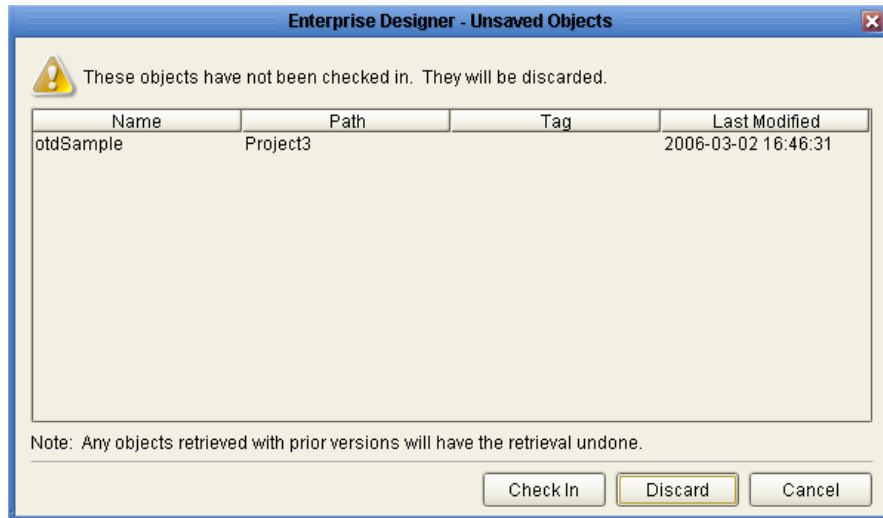 Enterprise Designer - Unsaved Objects
These objects have not been checked in. They will be discarded.
Name Path Tag Last Modified
otdSample Project3 2006-03-02 16:46:31
Note: Any objects retrieved with prior versions will have the retrieval undone.
Check In Discard Cancel